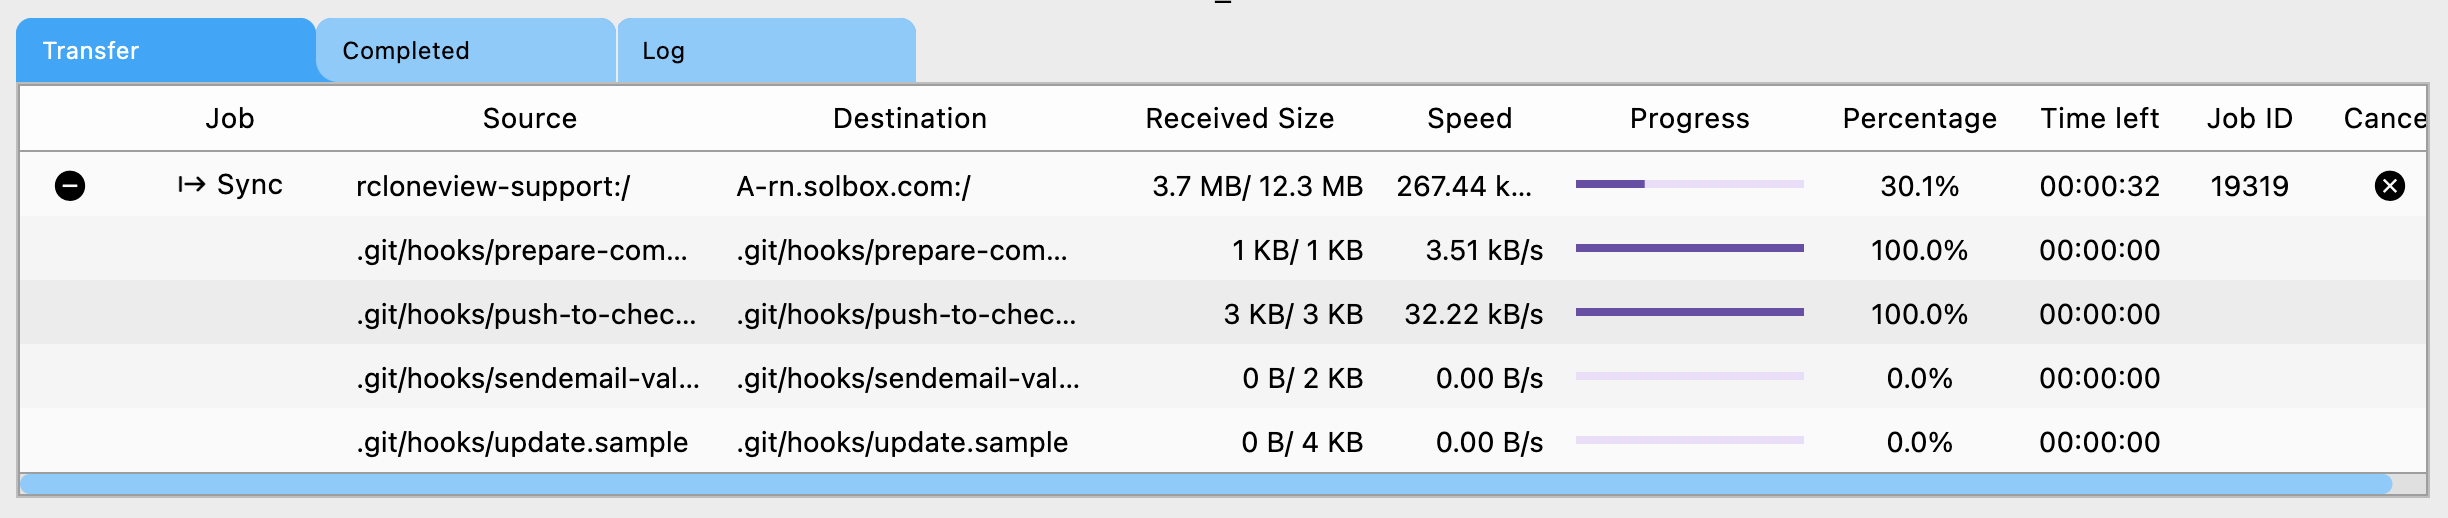 Transfer Completed Log
Job Source Destination Received Size Speed Progress Percentage Time left Job ID Cance
Sync rcloneview-support:/ A-rn.solbox.com:/ 3.7 MB/ 12.3 MB 267.44 k... 30.1% 00:00:32 19319
.git/hooks/prepare-com... .git/hooks/prepare-com... 1 KB/ 1 KB 3.51 kB/s 100.0% 00:00:00
.git/hooks/push-to-chec... .git/hooks/push-to-chec... 3 KB/ 3 KB 32.22 kB/s 100.0% 00:00:00
.git/hooks/sendemail-val... .git/hooks/sendemail-val... 0 B/ 2 KB 0.00 B/s 0.0% 00:00:00
.git/hooks/update.sample .git/hooks/update.sample 0 B/ 4 KB 0.00 B/s 0.0% 00:00:00